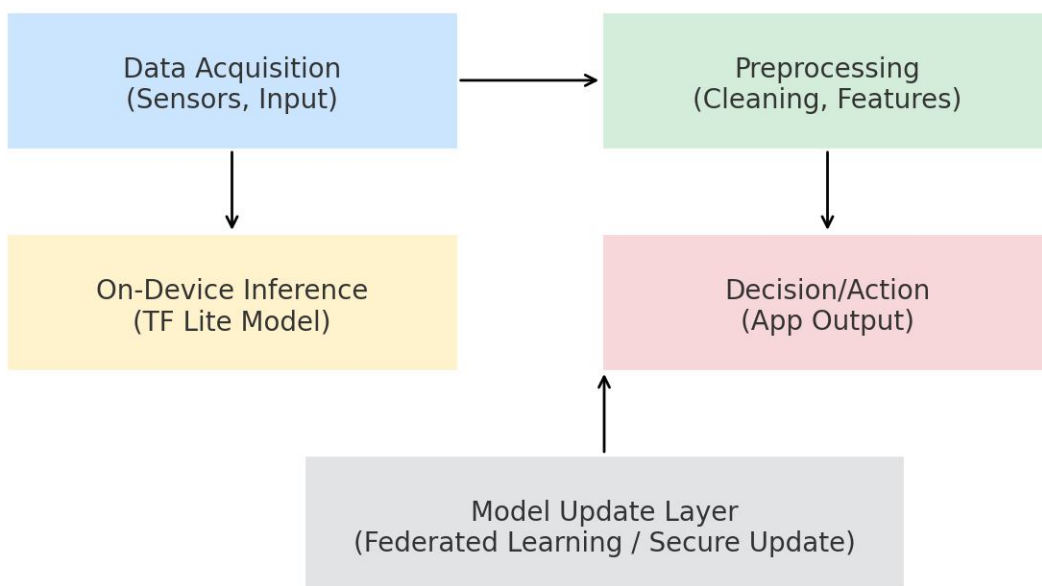 Data Acquisition
(Sensors, Input)
Preprocessing
(Cleaning, Features)
On-Device Inference
(TF Lite Model)
Decision/Action
(App Output)
Model Update Layer
(Federated Learning / Secure Update)